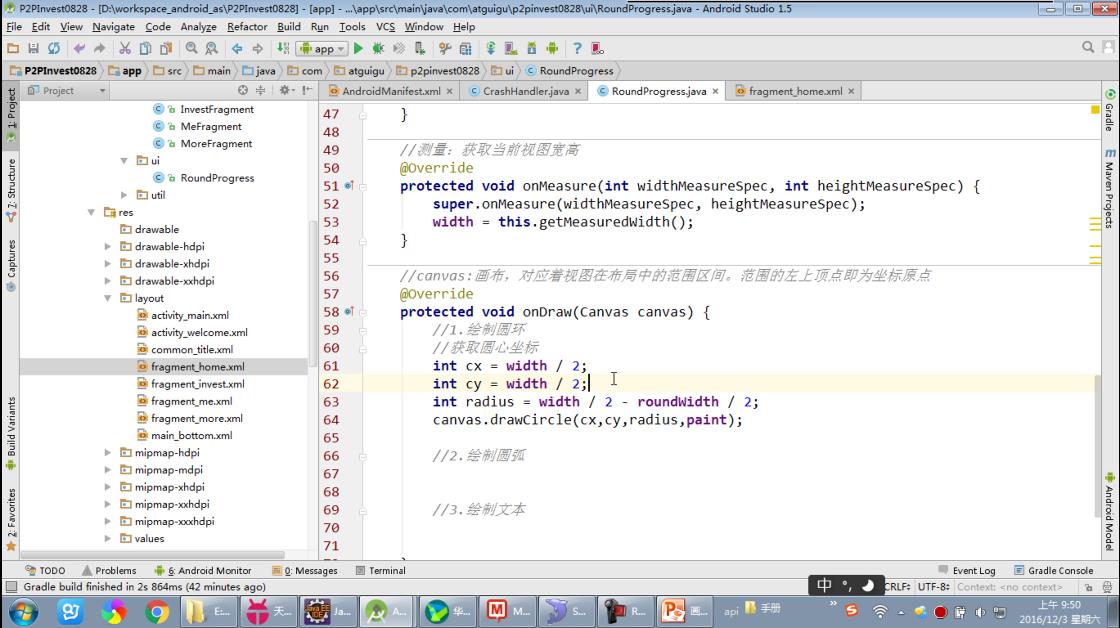 P2PInvest0828 - [D:\workspace_android_as\P2PInvest0828] - [app] - ...\app\src\main\java\com\atguigu\p2pinvest0828\ui\RoundProgress.java - Android Studio 1.5
File Edit View Navigate Code Analyze Refactor Build Run Tools VCS Window Help
app
P2PInvest0828 app src main java com atguigu p2pinvest0828 ui RoundProgress
Project
AndroidManifest.xml CrashHandler.java RoundProgress.java fragment_home.xml
1: Project
7: Structure
Captures
Build Variants
2: Favorites
InvestFragment
MeFragment
MoreFragment
ui
RoundProgress
util
res
drawable
drawable-hdpi
drawable-xhdpi
drawable-xxhdpi
layout
activity_main.xml
activity_welcome.xml
common_title.xml
fragment_home.xml
fragment_invest.xml
fragment_me.xml
fragment_more.xml
main_bottom.xml
mipmap-hdpi
mipmap-mdpi
mipmap-xhdpi
mipmap-xxhdpi
mipmap-xxxhdpi
values
47 }
48
49 //测量：获取当前视图宽高
50 @Override
51 protected void onMeasure(int widthMeasureSpec, int heightMeasureSpec) {
52 super.onMeasure(widthMeasureSpec, heightMeasureSpec);
53 width = this.getMeasuredWidth();
54 }
55
56 //canvas:画布，对应着视图在布局中的范围区间。范围的左上顶点即为坐标原点
57 @Override
58 protected void onDraw(Canvas canvas) {
59 //1.绘制圆环
60 //获取圆心坐标
61 int cx = width / 2;
62 int cy = width / 2;
63 int radius = width / 2 - roundWidth / 2;
64 canvas.drawCircle(cx,cy,radius,paint);
65
66 //2.绘制圆弧
67
68
69 //3.绘制文本
70
71
Gradle
Maven Projects
Android Model
TODO Problems 6: Android Monitor 0: Messages Terminal Event Log Gradle Console
Gradle build finished in 2s 864ms (42 minutes ago)
中 °,
CRLF÷ UTF-8÷ Context: <no context>
E:... 天... Ja... A... 华... M... S... R... 画... api 手册
上午 9:50
2016/12/3 星期六